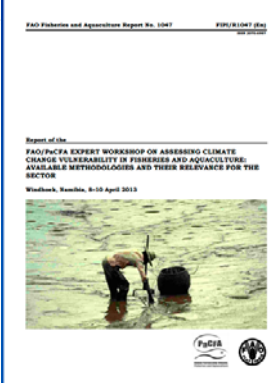 FAO Fisheries and Aquaculture Report No. 1047 FIPI/R1047 (En)
Report of the
FAO/PaCFA EXPERT WORKSHOP ON ASSESSING CLIMATE
CHANGE VULNERABILITY IN FISHERIES AND AQUACULTURE:
AVAILABLE METHODOLOGIES AND THEIR RELEVANCE FOR THE
SECTOR
Windhoek, Namibia, 8–10 April 2013
PaCFA